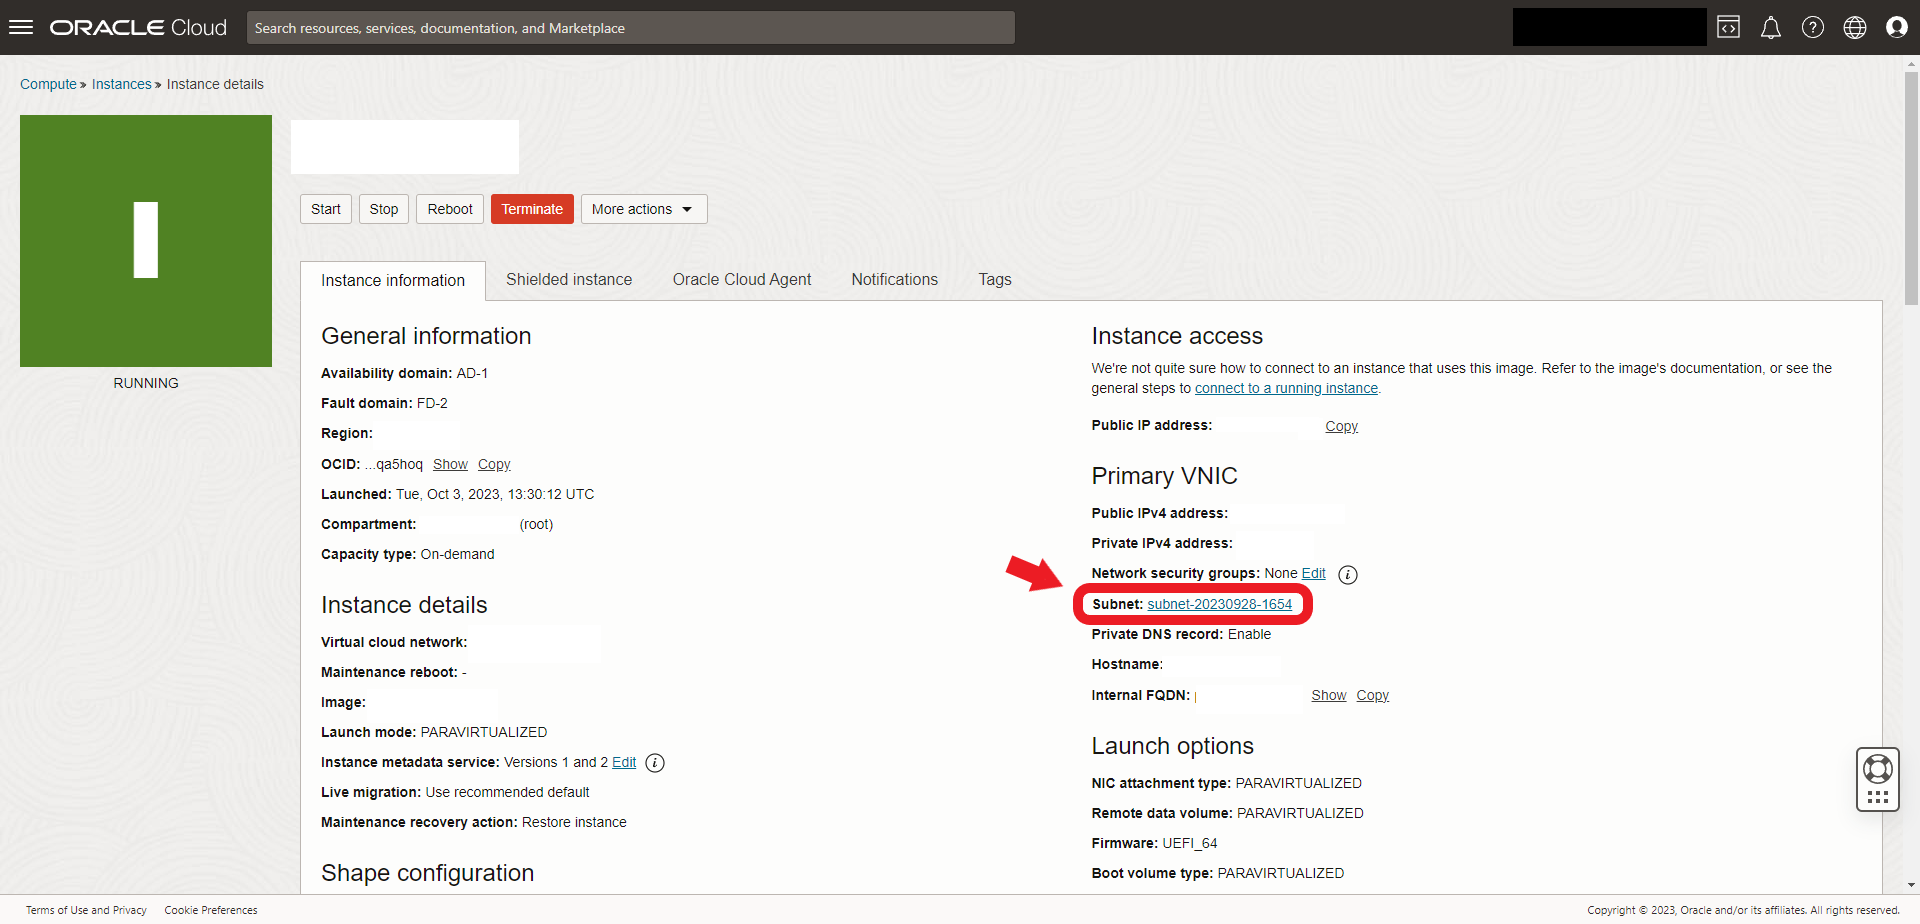 ORACLE Cloud
Search resources, services, documentation, and Marketplace
Compute » Instances » Instance details
RUNNING
Start
Stop
Reboot
Terminate
More actions
Instance information
Shielded instance
Oracle Cloud Agent
Notifications
Tags
General information
Availability domain: AD-1
Fault domain: FD-2
Region:
OCID: ...qa5hoq Show Copy
Launched: Tue, Oct 3, 2023, 13:30:12 UTC
Compartment: (root)
Capacity type: On-demand
Instance details
Virtual cloud network:
Maintenance reboot: -
Image:
Launch mode: PARAVIRTUALIZED
Instance metadata service: Versions 1 and 2 Edit i
Live migration: Use recommended default
Maintenance recovery action: Restore instance
Shape configuration
Instance access
We're not quite sure how to connect to an instance that uses this image. Refer to the image's documentation, or see the
general steps to connect to a running instance.
Public IP address: Copy
Primary VNIC
Public IPv4 address:
Private IPv4 address:
Network security groups: None Edit i
Subnet: subnet-20230928-1654
Private DNS record: Enable
Hostname:
Internal FQDN: Show Copy
Launch options
NIC attachment type: PARAVIRTUALIZED
Remote data volume: PARAVIRTUALIZED
Firmware: UEFI_64
Boot volume type: PARAVIRTUALIZED
Terms of Use and Privacy
Cookie Preferences
Copyright © 2023, Oracle and/or its affiliates. All rights reserved.